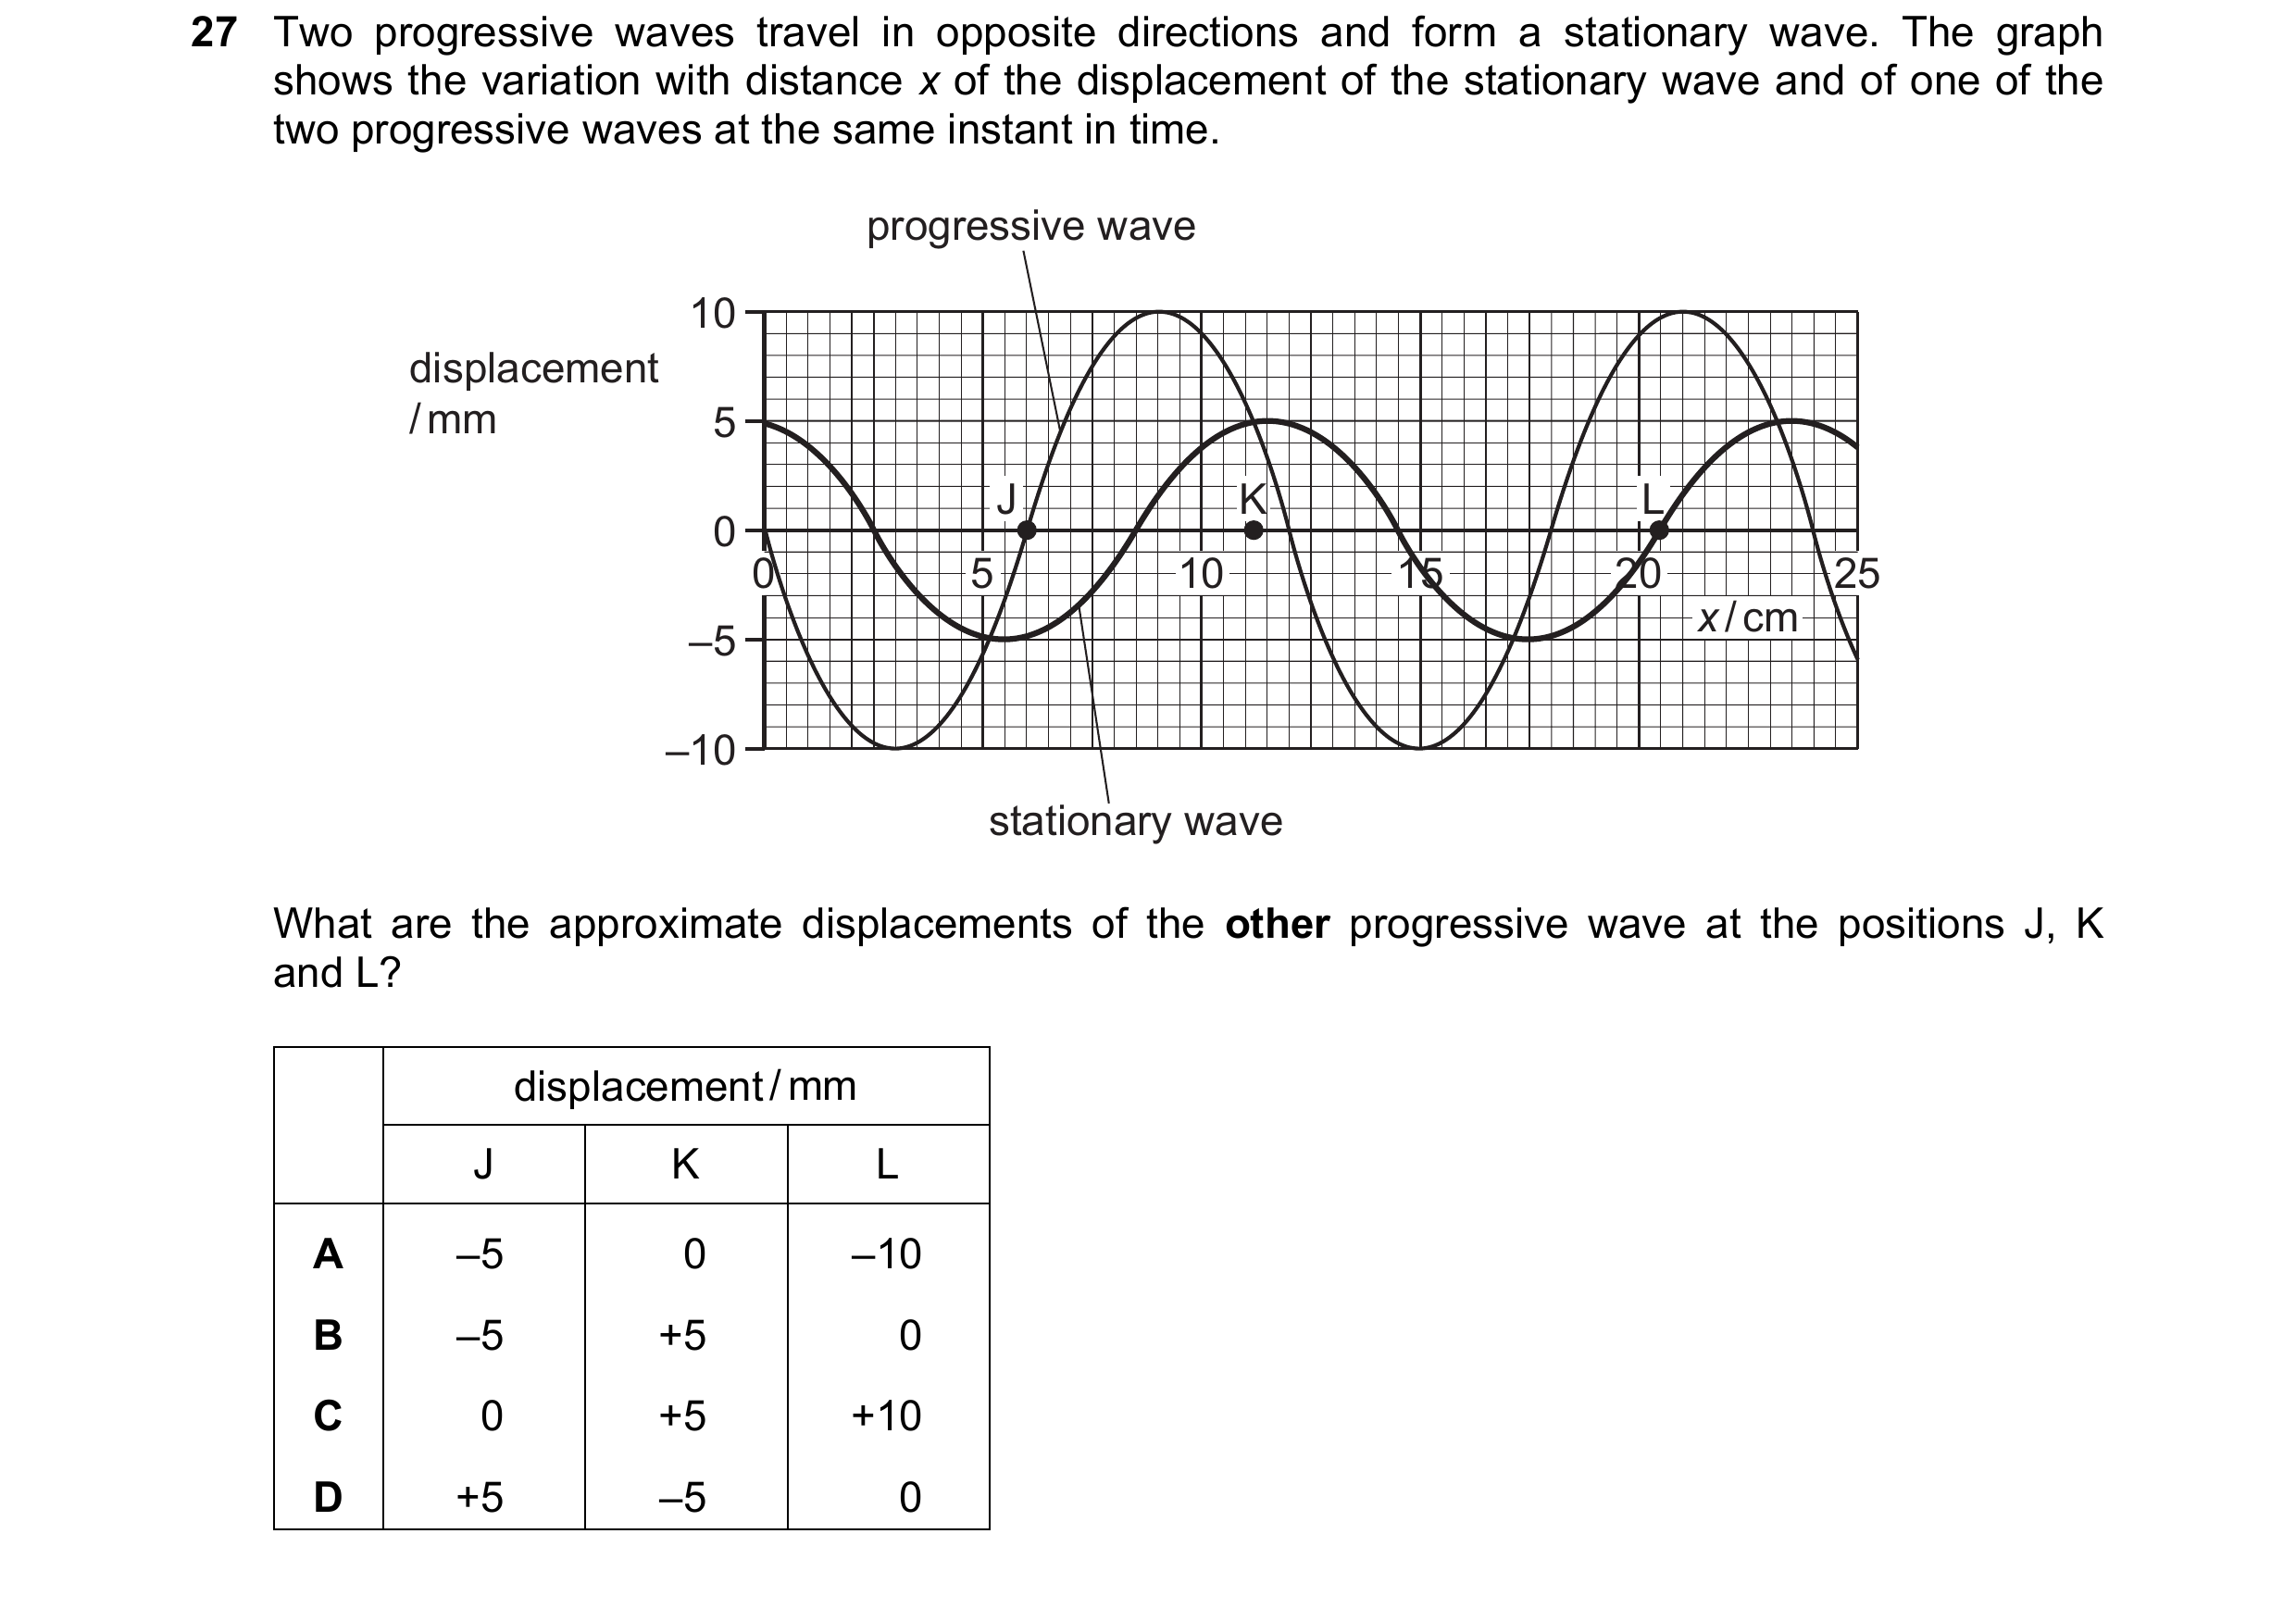 27 Two progressive waves travel in opposite directions and form a stationary wave. The graph
shows the variation with distance x of the displacement of the stationary wave and of one of the
two progressive waves at the same instant in time.
progressive wave
10
displacement
/ mm
5
J K L
0
0 5 10 15 20 25
x / cm
–5
–10
stationary wave
What are the approximate displacements of the other progressive wave at the positions J, K
and L?
displacement / mm
J K L
A –5 0 –10
B –5 +5 0
C 0 +5 +10
D +5 –5 0